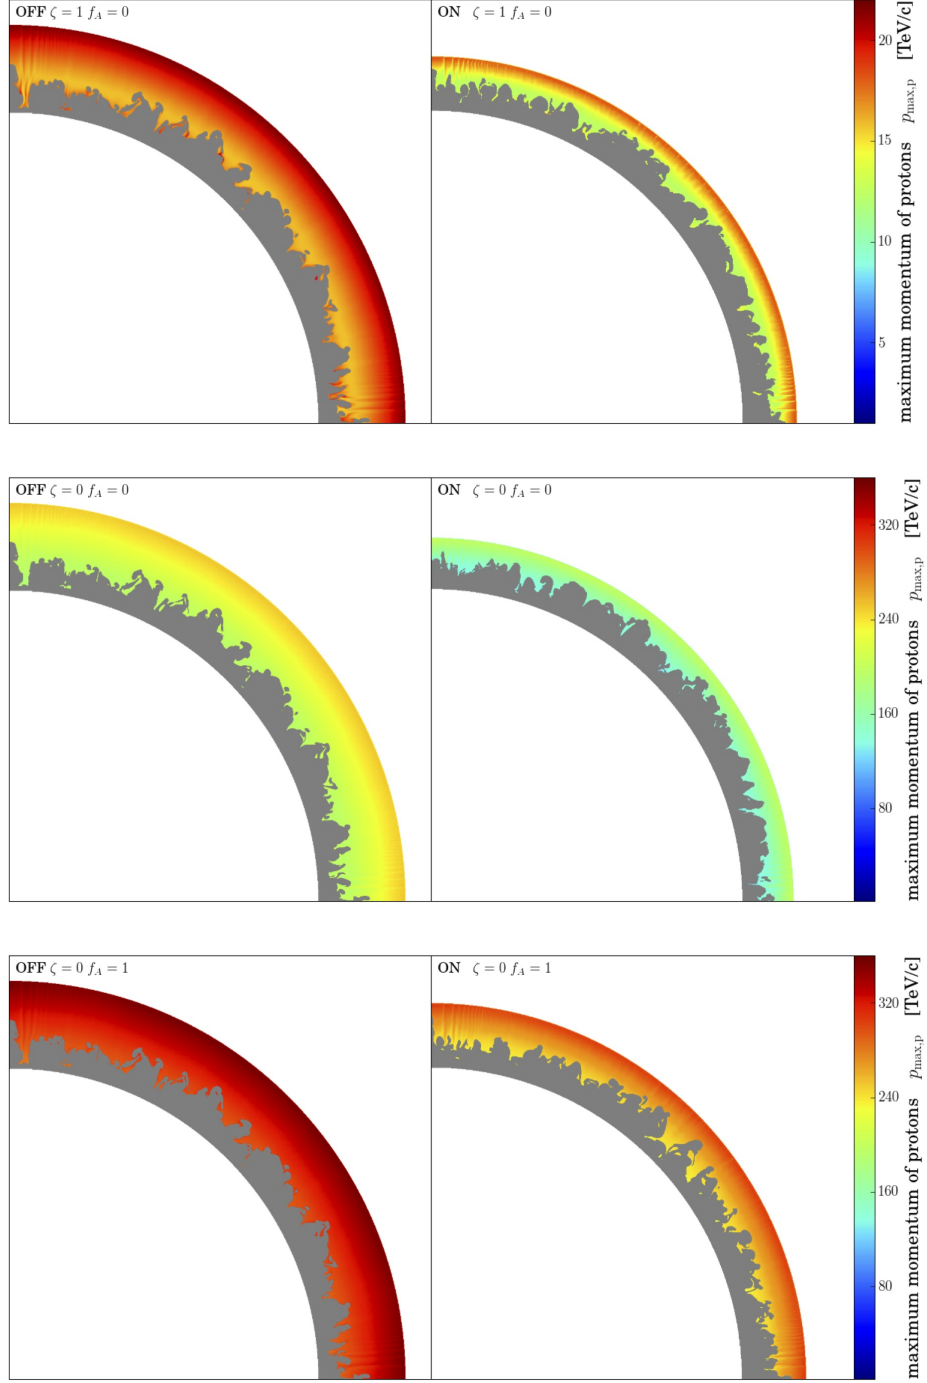 OFF ζ = 1 f_A = 0
ON ζ = 1 f_A = 0
20
15
10
5
maximum momentum of protons p_max,p [TeV/c]
OFF ζ = 0 f_A = 0
ON ζ = 0 f_A = 0
320
240
160
80
maximum momentum of protons p_max,p [TeV/c]
OFF ζ = 0 f_A = 1
ON ζ = 0 f_A = 1
320
240
160
80
maximum momentum of protons p_max,p [TeV/c]